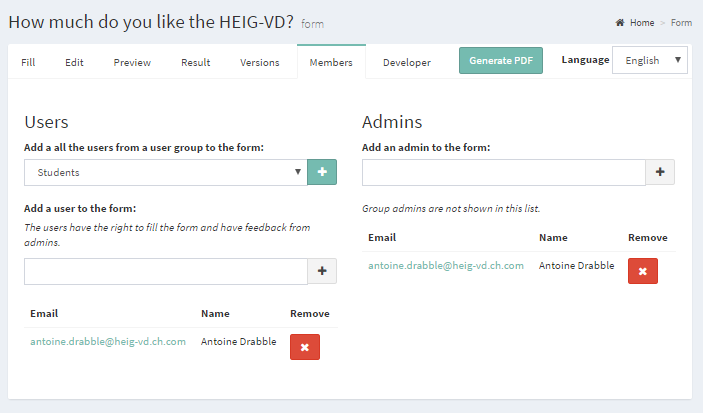 How much do you like the HEIG-VD? form
Home > Form
Fill Edit Preview Result Versions Members Developer Generate PDF Language English
Users
Add a all the users from a user group to the form:
Students
Add a user to the form:
The users have the right to fill the form and have feedback from
admins.
Email Name Remove
antoine.drabble@heig-vd.ch.com Antoine Drabble
Admins
Add an admin to the form:
Group admins are not shown in this list.
Email Name Remove
antoine.drabble@heig-vd.ch.com Antoine Drabble